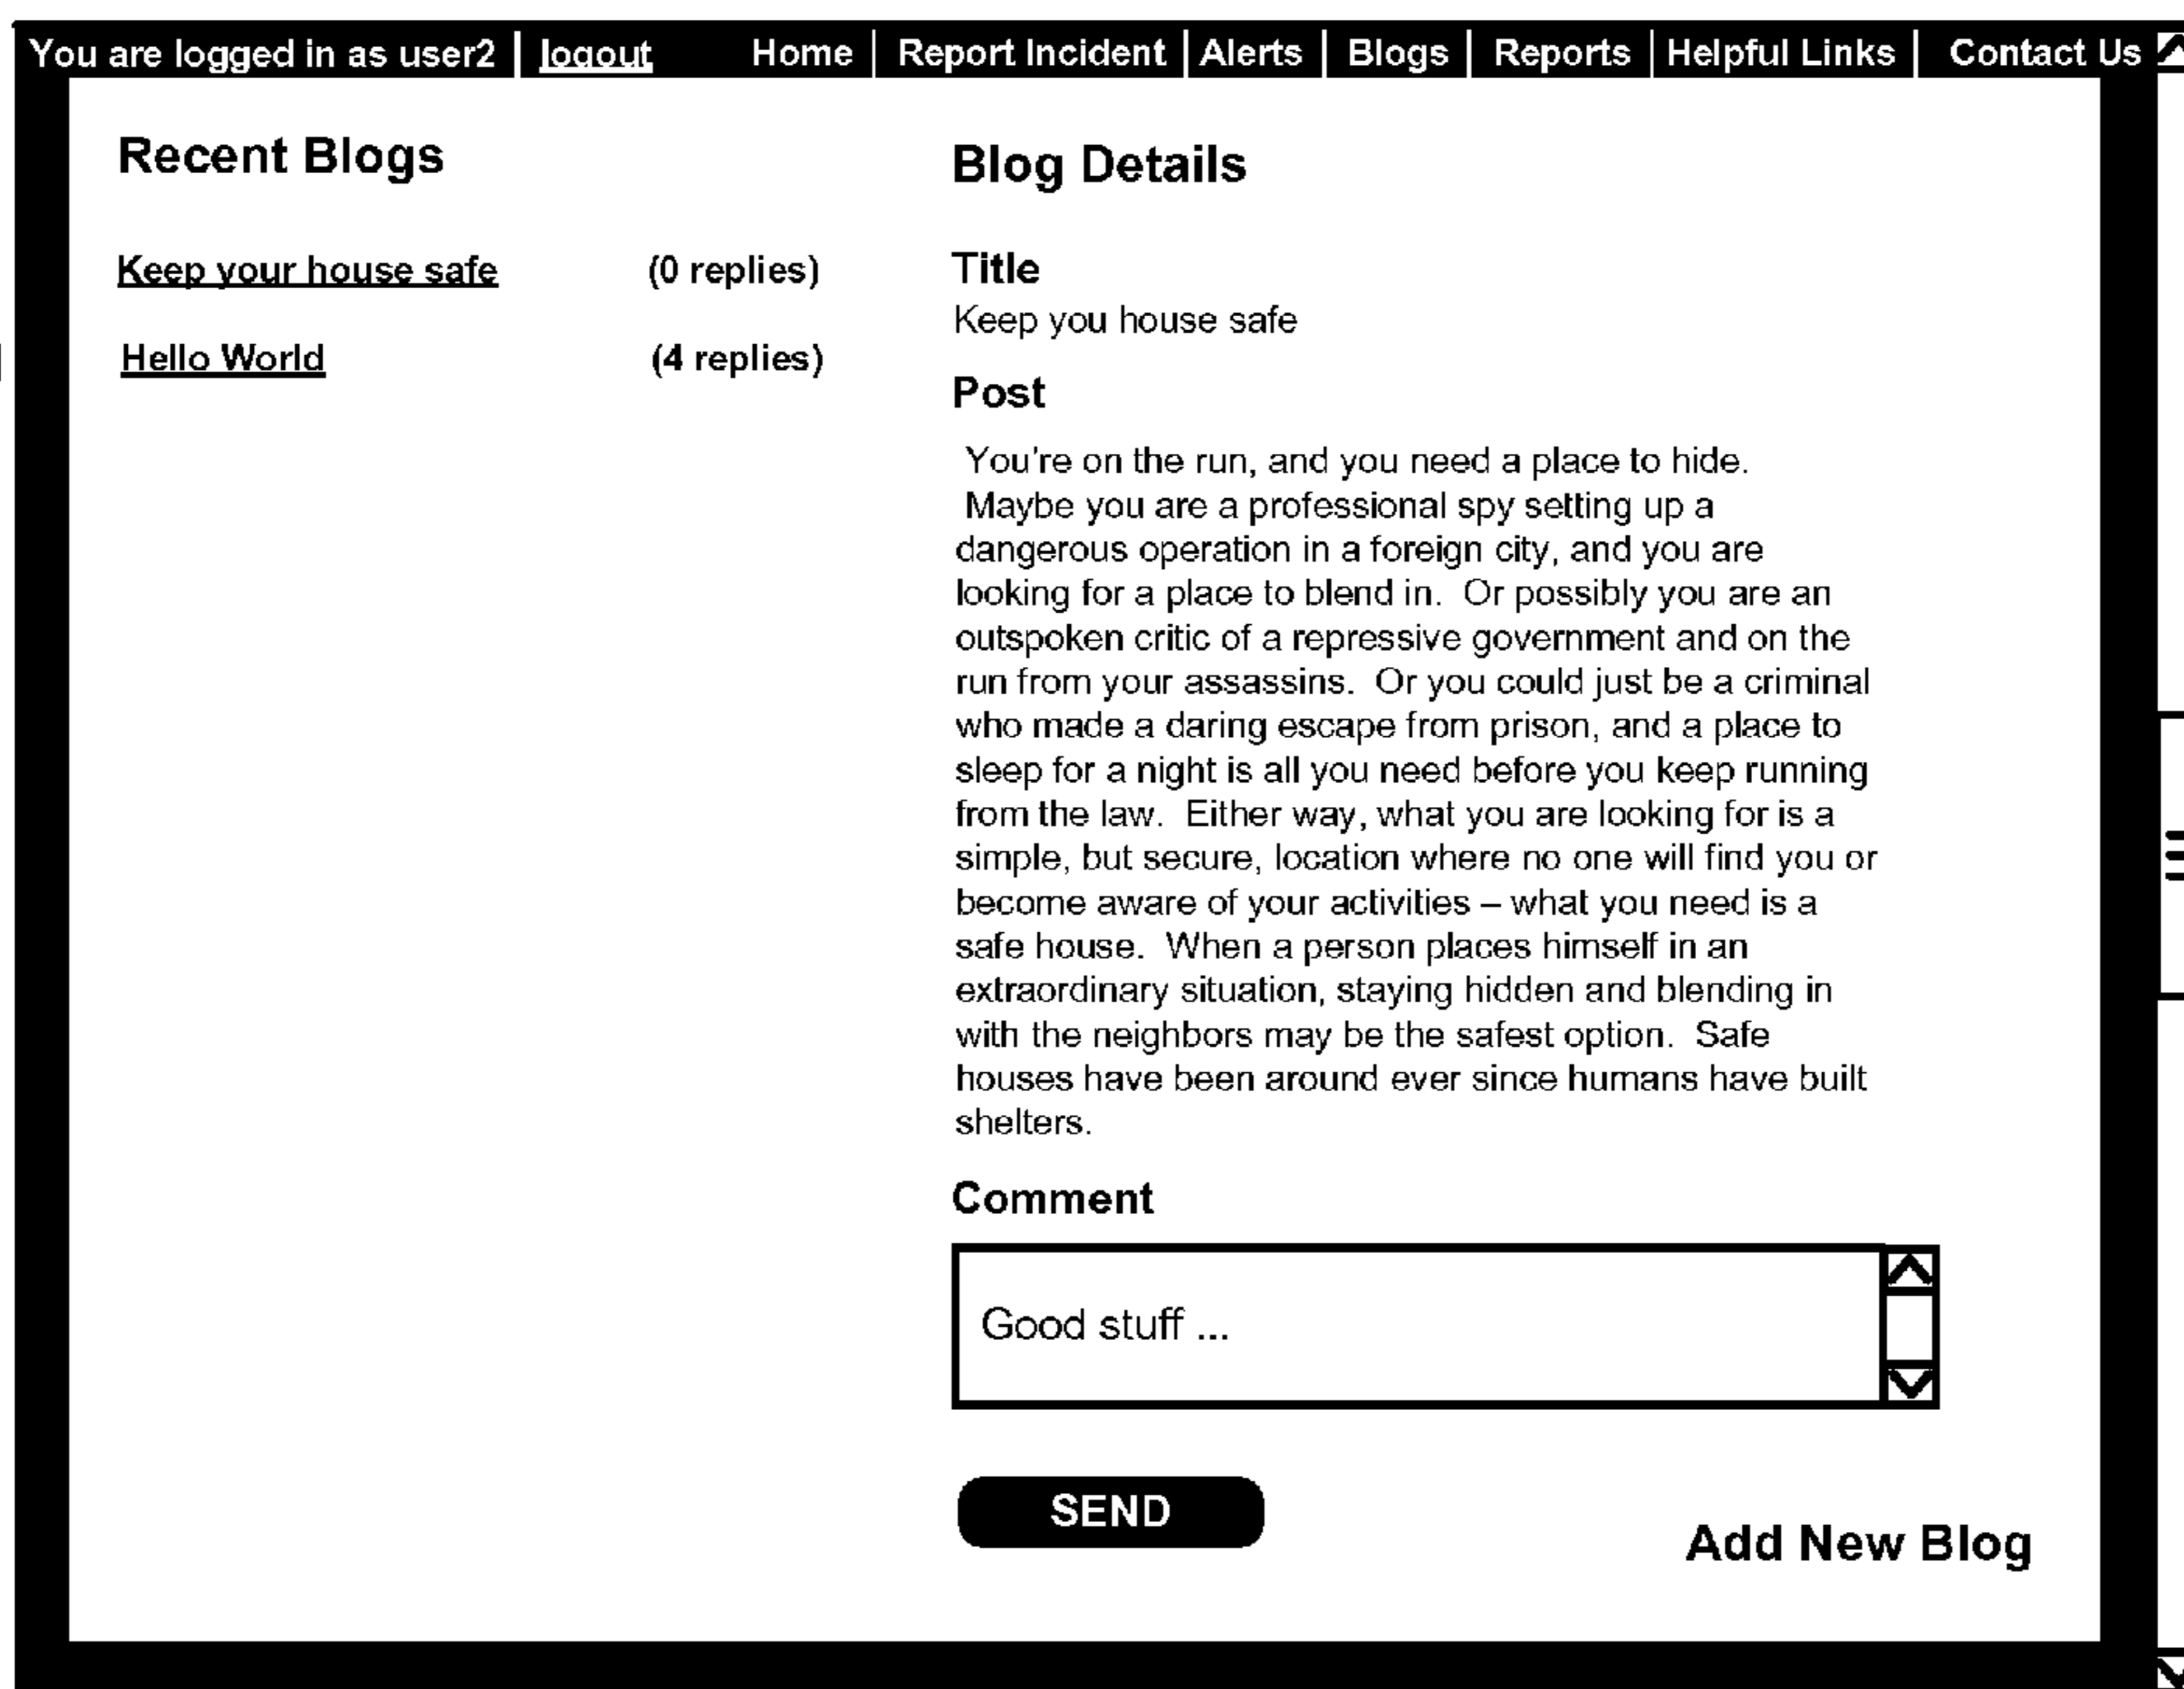 You are logged in as user2 | logout Home | Report Incident | Alerts | Blogs | Reports | Helpful Links | Contact Us
Recent Blogs
Keep your house safe (0 replies)
Hello World (4 replies)
Blog Details
Title
Keep you house safe
Post
You're on the run, and you need a place to hide.
Maybe you are a professional spy setting up a
dangerous operation in a foreign city, and you are
looking for a place to blend in. Or possibly you are an
outspoken critic of a repressive government and on the
run from your assassins. Or you could just be a criminal
who made a daring escape from prison, and a place to
sleep for a night is all you need before you keep running
from the law. Either way, what you are looking for is a
simple, but secure, location where no one will find you or
become aware of your activities – what you need is a
safe house. When a person places himself in an
extraordinary situation, staying hidden and blending in
with the neighbors may be the safest option. Safe
houses have been around ever since humans have built
shelters.
Comment
Good stuff ...
SEND
Add New Blog